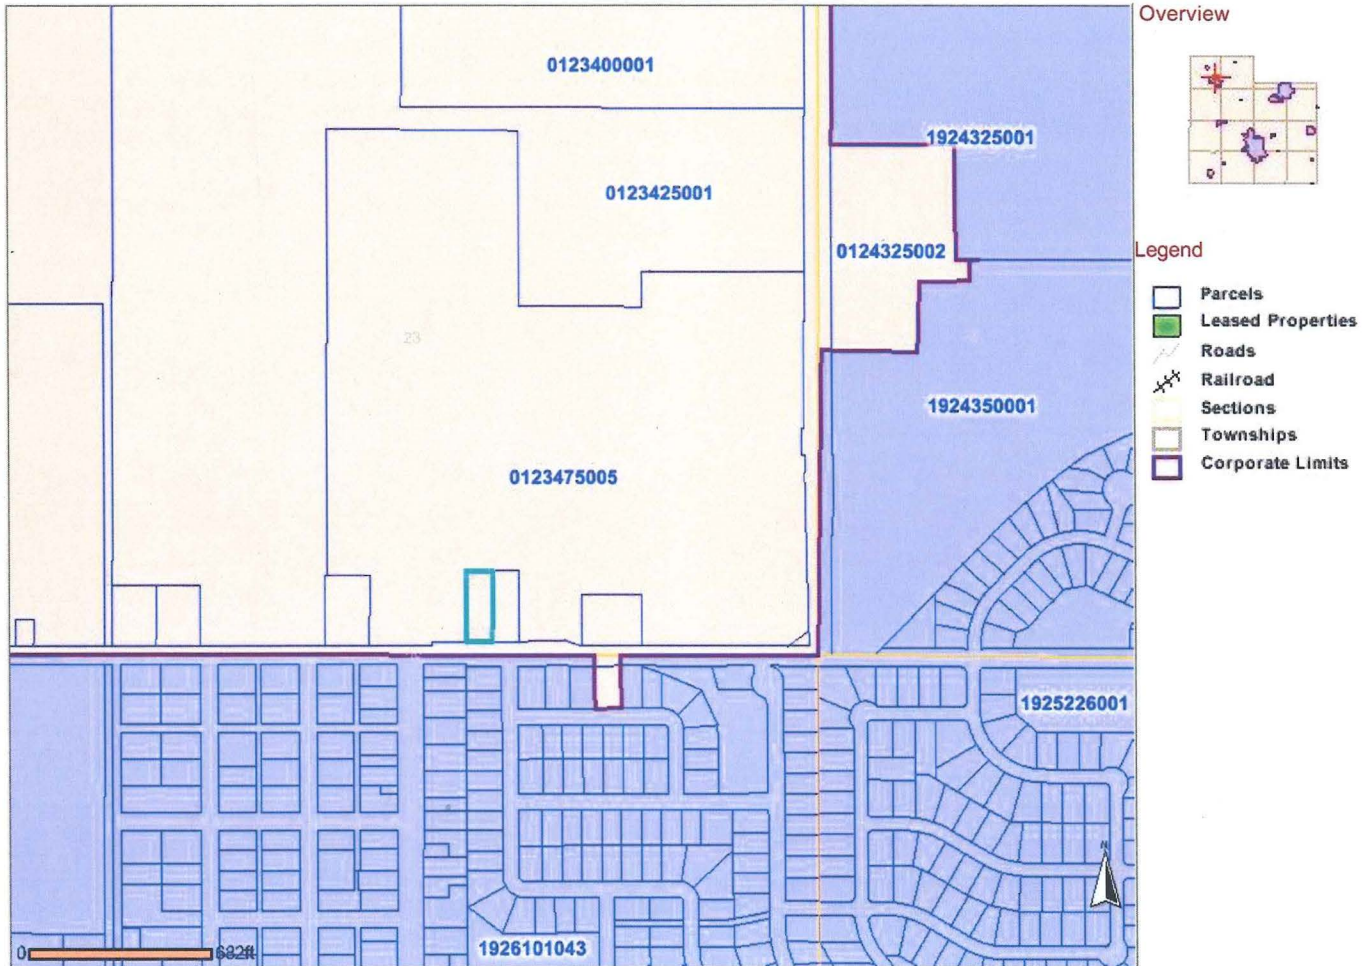 Overview
0123400001
1924325001
0123425001
0124325002
Legend
Parcels
Leased Properties
Roads
Railroad
Sections
Townships
Corporate Limits
23
1924350001
0123475005
1925226001
N
1926101043
0
682ft